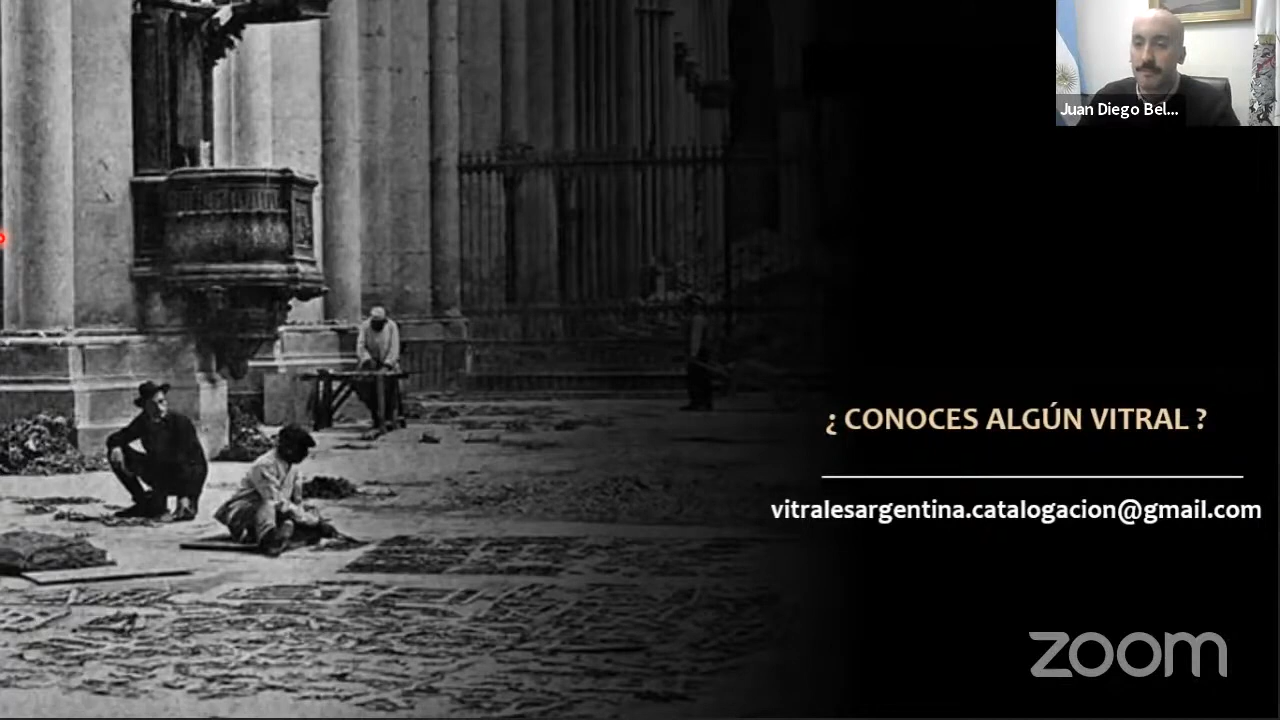 Juan Diego Bel...
¿ CONOCES ALGÚN VITRAL ?
vitralesargentina.catalogacion@gmail.com
zoom